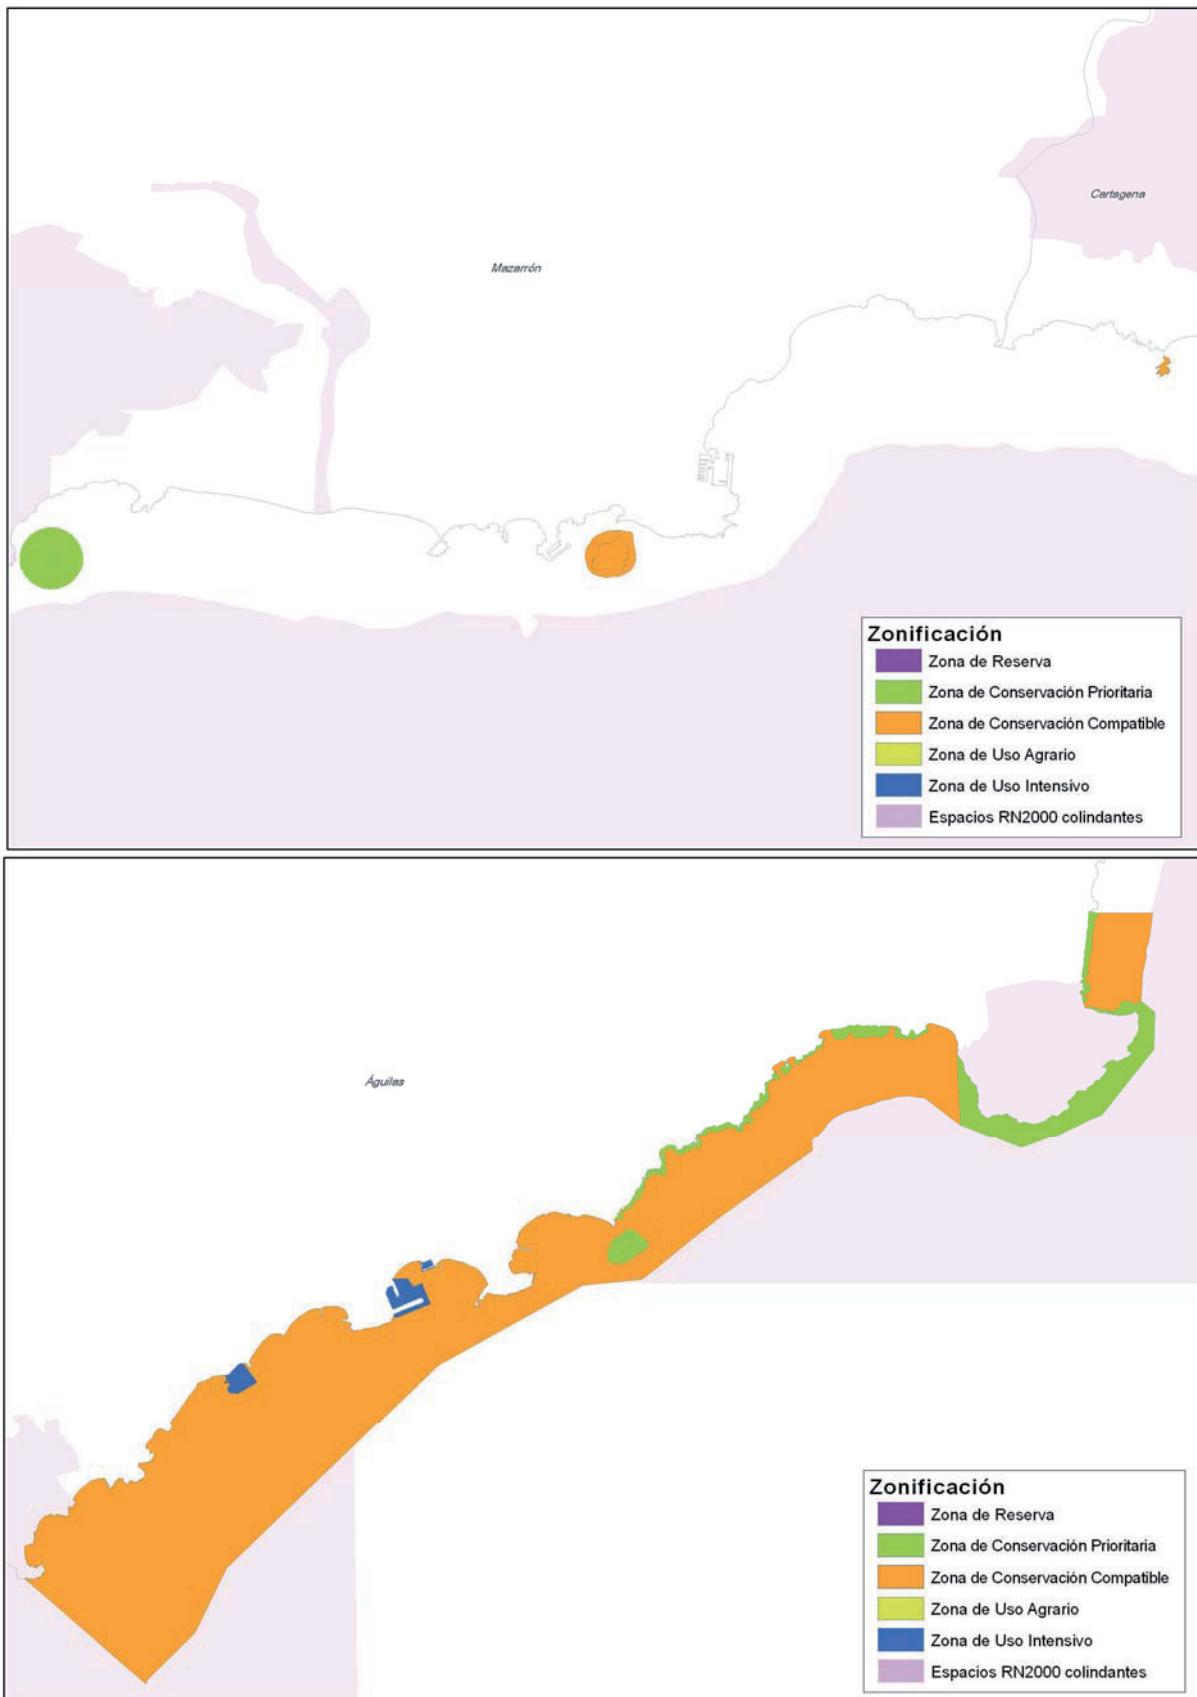 Cartagena
Mazarrón
Zonificación
Zona de Reserva
Zona de Conservación Prioritaria
Zona de Conservación Compatible
Zona de Uso Agrario
Zona de Uso Intensivo
Espacios RN2000 colindantes
Águilas
Zonificación
Zona de Reserva
Zona de Conservación Prioritaria
Zona de Conservación Compatible
Zona de Uso Agrario
Zona de Uso Intensivo
Espacios RN2000 colindantes